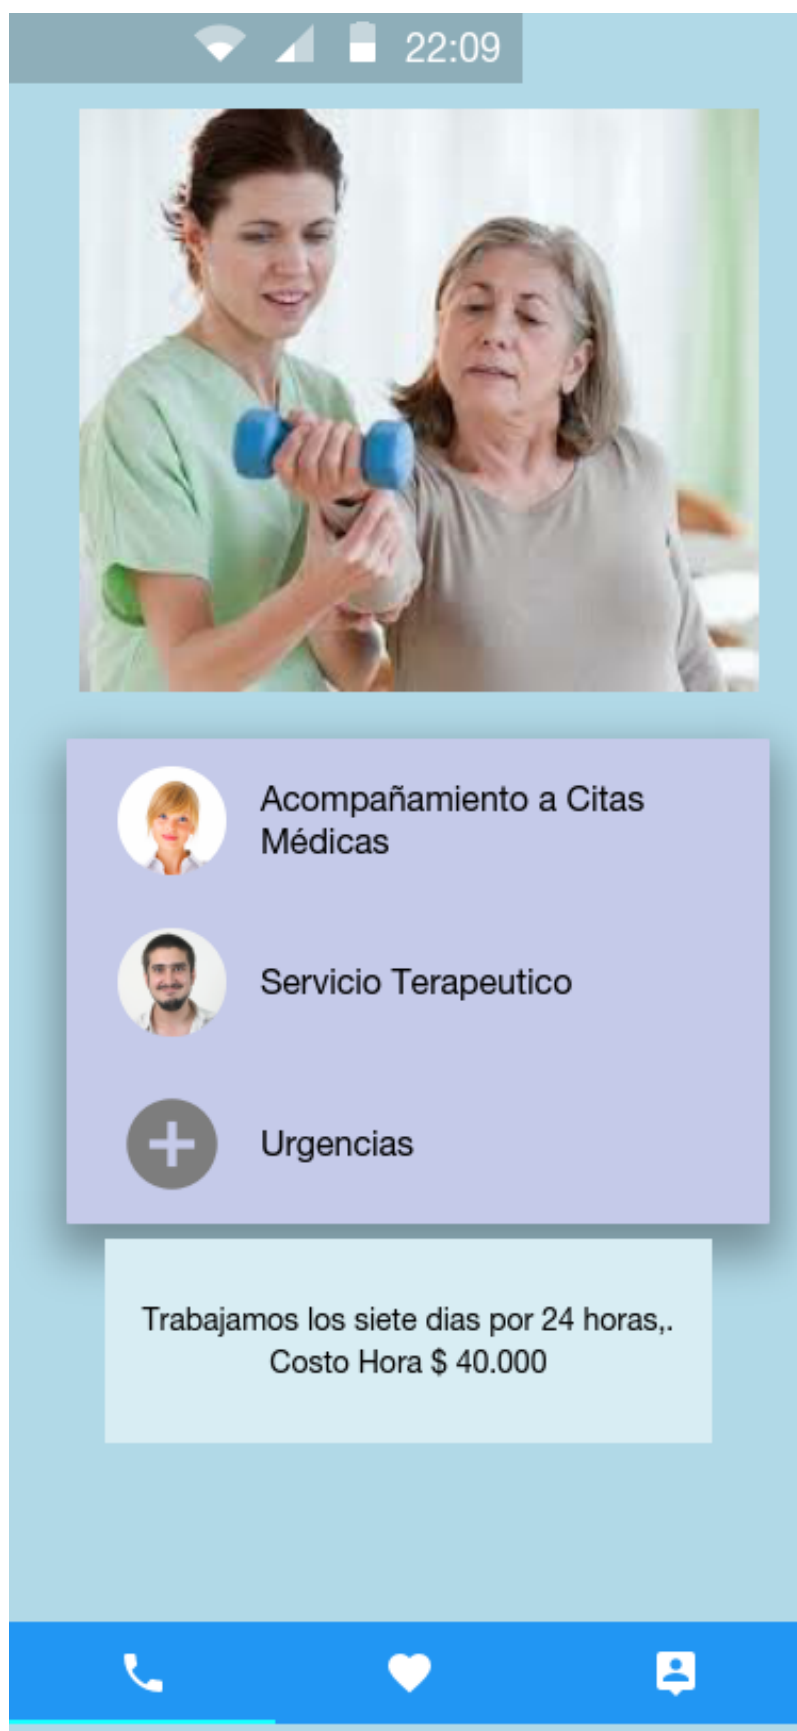 22:09
Acompañamiento a Citas
Médicas
Servicio Terapeutico
Urgencias
Trabajamos los siete dias por 24 horas,.
Costo Hora $ 40.000